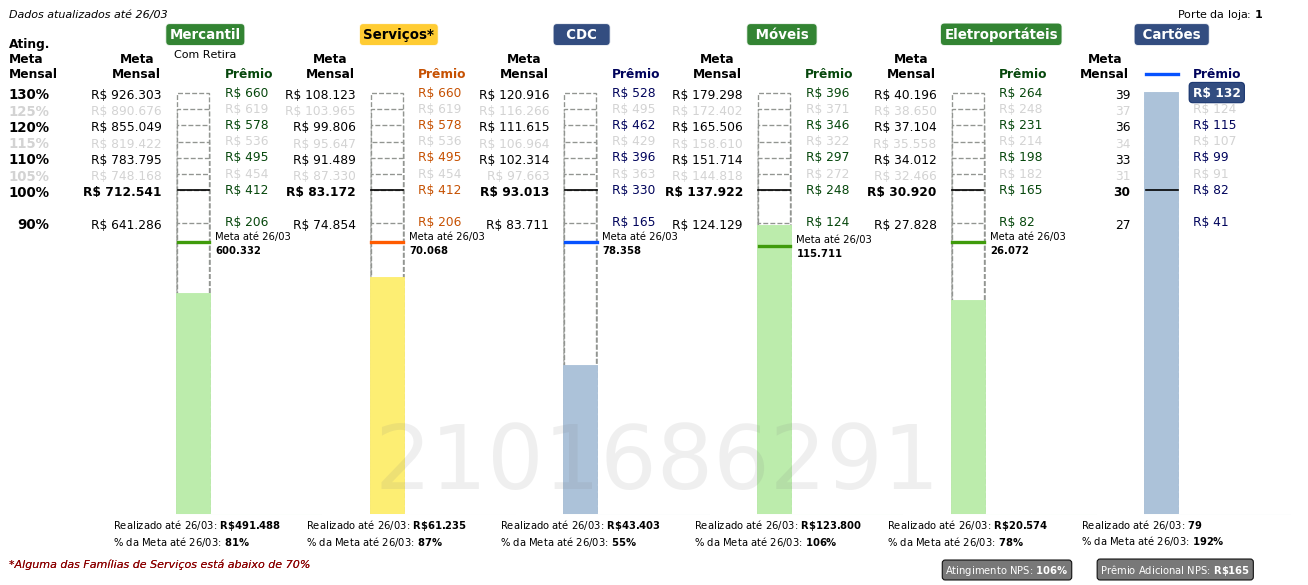 Dados atualizados até 26/03 Porte da loja: 1
Mercantil Serviços* CDC Móveis Eletroportáteis Cartões
Com Retira
Ating. Meta Mensal Meta Mensal Prêmio Meta Mensal Prêmio Meta Mensal Prêmio Meta Mensal Prêmio Meta Mensal Prêmio Meta Mensal Prêmio
130% R$ 926.303 R$ 660 R$ 108.123 R$ 660 R$ 120.916 R$ 528 R$ 179.298 R$ 396 R$ 40.196 R$ 264 39 R$ 132
125% R$ 890.676 R$ 619 R$ 103.965 R$ 619 R$ 116.266 R$ 495 R$ 172.402 R$ 371 R$ 38.650 R$ 248 37 R$ 124
120% R$ 855.049 R$ 578 R$ 99.806 R$ 578 R$ 111.615 R$ 462 R$ 165.506 R$ 346 R$ 37.104 R$ 231 36 R$ 115
115% R$ 819.422 R$ 536 R$ 95.647 R$ 536 R$ 106.964 R$ 429 R$ 158.610 R$ 322 R$ 35.558 R$ 214 34 R$ 107
110% R$ 783.795 R$ 495 R$ 91.489 R$ 495 R$ 102.314 R$ 396 R$ 151.714 R$ 297 R$ 34.012 R$ 198 33 R$ 99
105% R$ 748.168 R$ 454 R$ 87.330 R$ 454 R$ 97.663 R$ 363 R$ 144.818 R$ 272 R$ 32.466 R$ 182 31 R$ 91
100% R$ 712.541 R$ 412 R$ 83.172 R$ 412 R$ 93.013 R$ 330 R$ 137.922 R$ 248 R$ 30.920 R$ 165 30 R$ 82
90% R$ 641.286 R$ 206 R$ 74.854 R$ 206 R$ 83.711 R$ 165 R$ 124.129 R$ 124 R$ 27.828 R$ 82 27 R$ 41
Meta até 26/03 Meta até 26/03 Meta até 26/03 Meta até 26/03 Meta até 26/03
600.332 70.068 78.358 115.711 26.072
2101686291
Realizado até 26/03: R$491.488 Realizado até 26/03: R$61.235 Realizado até 26/03: R$43.403 Realizado até 26/03: R$123.800 Realizado até 26/03: R$20.574 Realizado até 26/03: 79
% da Meta até 26/03: 81% % da Meta até 26/03: 87% % da Meta até 26/03: 55% % da Meta até 26/03: 106% % da Meta até 26/03: 78% % da Meta até 26/03: 192%
*Alguma das Famílias de Serviços está abaixo de 70% Atingimento NPS: 106% Prêmio Adicional NPS: R$165